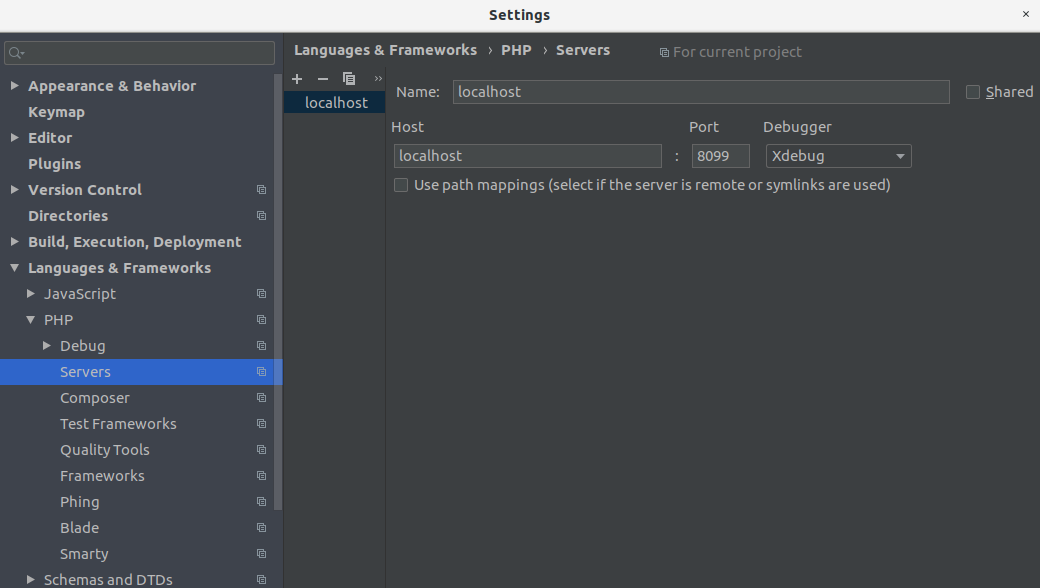 Settings
Languages & Frameworks › PHP › Servers
For current project
Appearance & Behavior
Keymap
Editor
Plugins
Version Control
Directories
Build, Execution, Deployment
Languages & Frameworks
JavaScript
PHP
Debug
Servers
Composer
Test Frameworks
Quality Tools
Frameworks
Phing
Blade
Smarty
Schemas and DTDs
localhost
Name: localhost
Shared
Host Port Debugger
localhost : 8099 Xdebug
Use path mappings (select if the server is remote or symlinks are used)